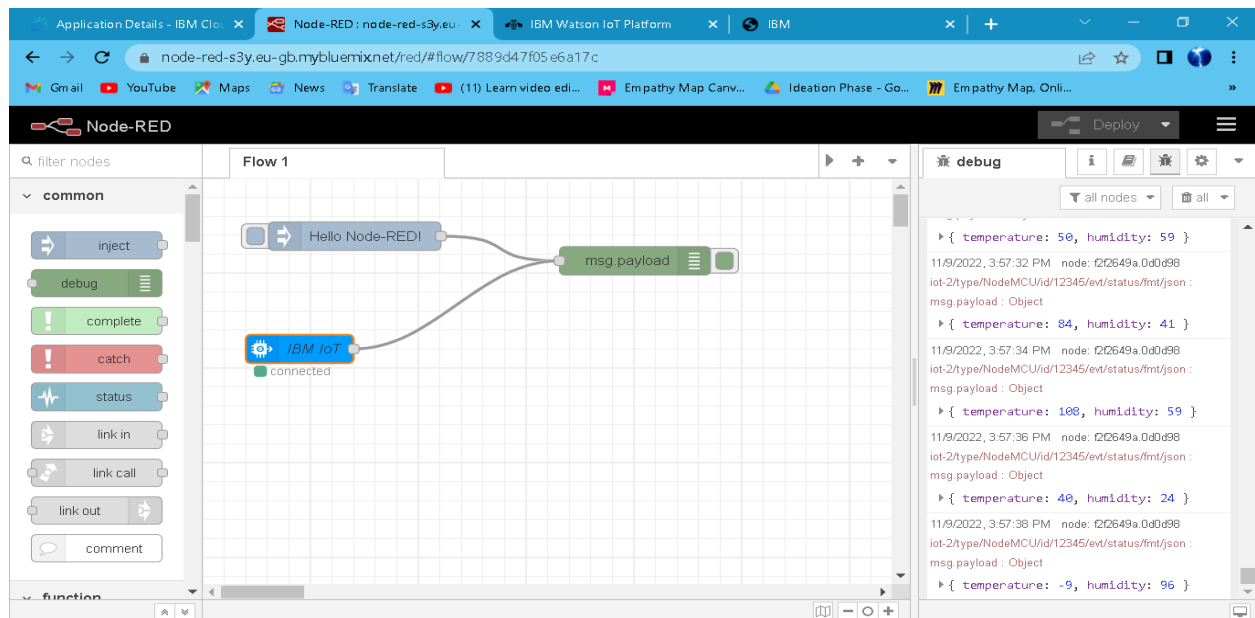 Application Details - IBM Clo
Node-RED : node-red-s3y.eu-
IBM Watson IoT Platform
IBM
node-red-s3y.eu-gb.mybluemix.net/red/#flow/7889d47f05e6a17c
Gmail YouTube Maps News Translate (11) Learn video edi... Empathy Map Canv... Ideation Phase - Go... Empathy Map, Onli...
Node-RED
Deploy
filter nodes
common
inject
debug
complete
catch
status
link in
link call
link out
comment
function
Flow 1
Hello Node-RED!
msg.payload
IBM IoT
connected
debug
all nodes
all
{ temperature: 50, humidity: 59 }
11/9/2022, 3:57:32 PM node: f2f2649a.0d0d98
iot-2/type/NodeMCU/id/12345/evt/status/fmt/json :
msg.payload : Object
{ temperature: 84, humidity: 41 }
11/9/2022, 3:57:34 PM node: f2f2649a.0d0d98
iot-2/type/NodeMCU/id/12345/evt/status/fmt/json :
msg.payload : Object
{ temperature: 108, humidity: 59 }
11/9/2022, 3:57:36 PM node: f2f2649a.0d0d98
iot-2/type/NodeMCU/id/12345/evt/status/fmt/json :
msg.payload : Object
{ temperature: 40, humidity: 24 }
11/9/2022, 3:57:38 PM node: f2f2649a.0d0d98
iot-2/type/NodeMCU/id/12345/evt/status/fmt/json :
msg.payload : Object
{ temperature: -9, humidity: 96 }